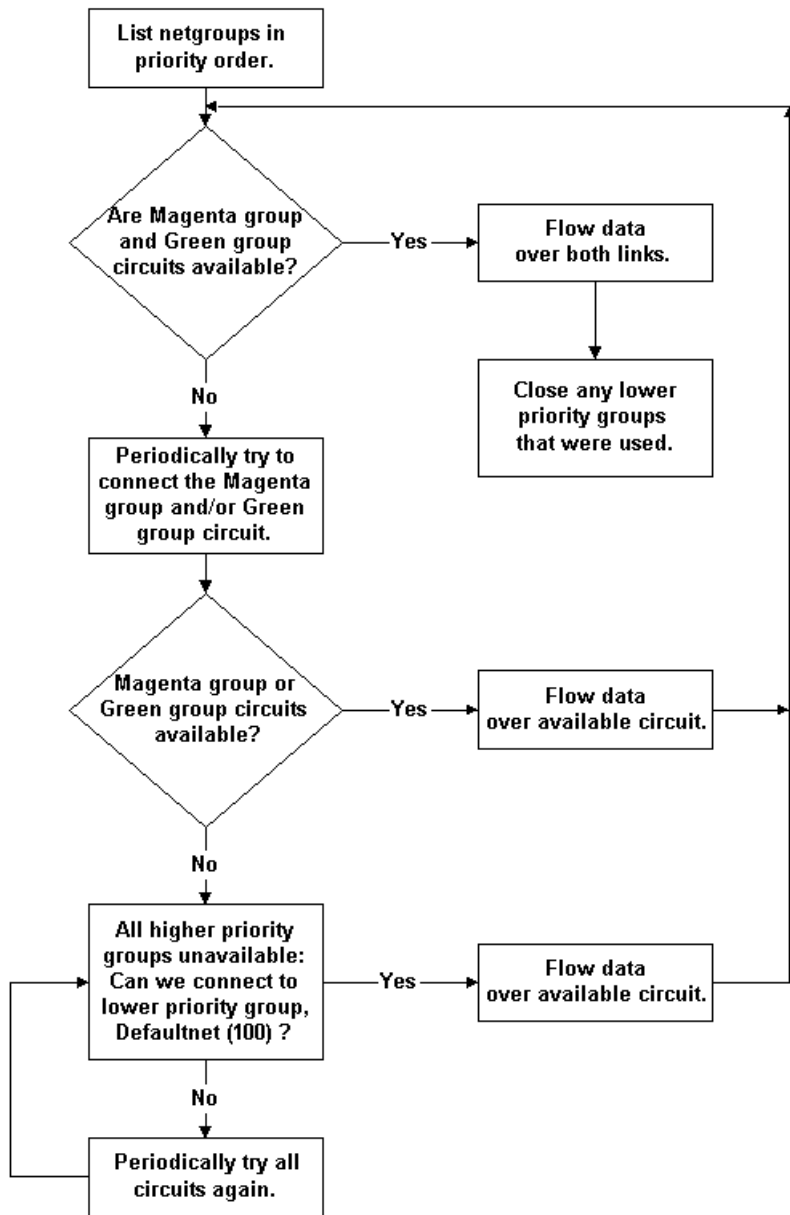 List netgroups in
priority order.
Are Magenta group
and Green group
circuits available?
Yes
Flow data
over both links.
Close any lower
priority groups
that were used.
No
Periodically try to
connect the Magenta
group and/or Green
group circuit.
Magenta group or
Green group circuits
available?
Yes
Flow data
over available circuit.
No
All higher priority
groups unavailable:
Can we connect to
lower priority group,
Defaultnet (100) ?
Yes
Flow data
over available circuit.
No
Periodically try all
circuits again.